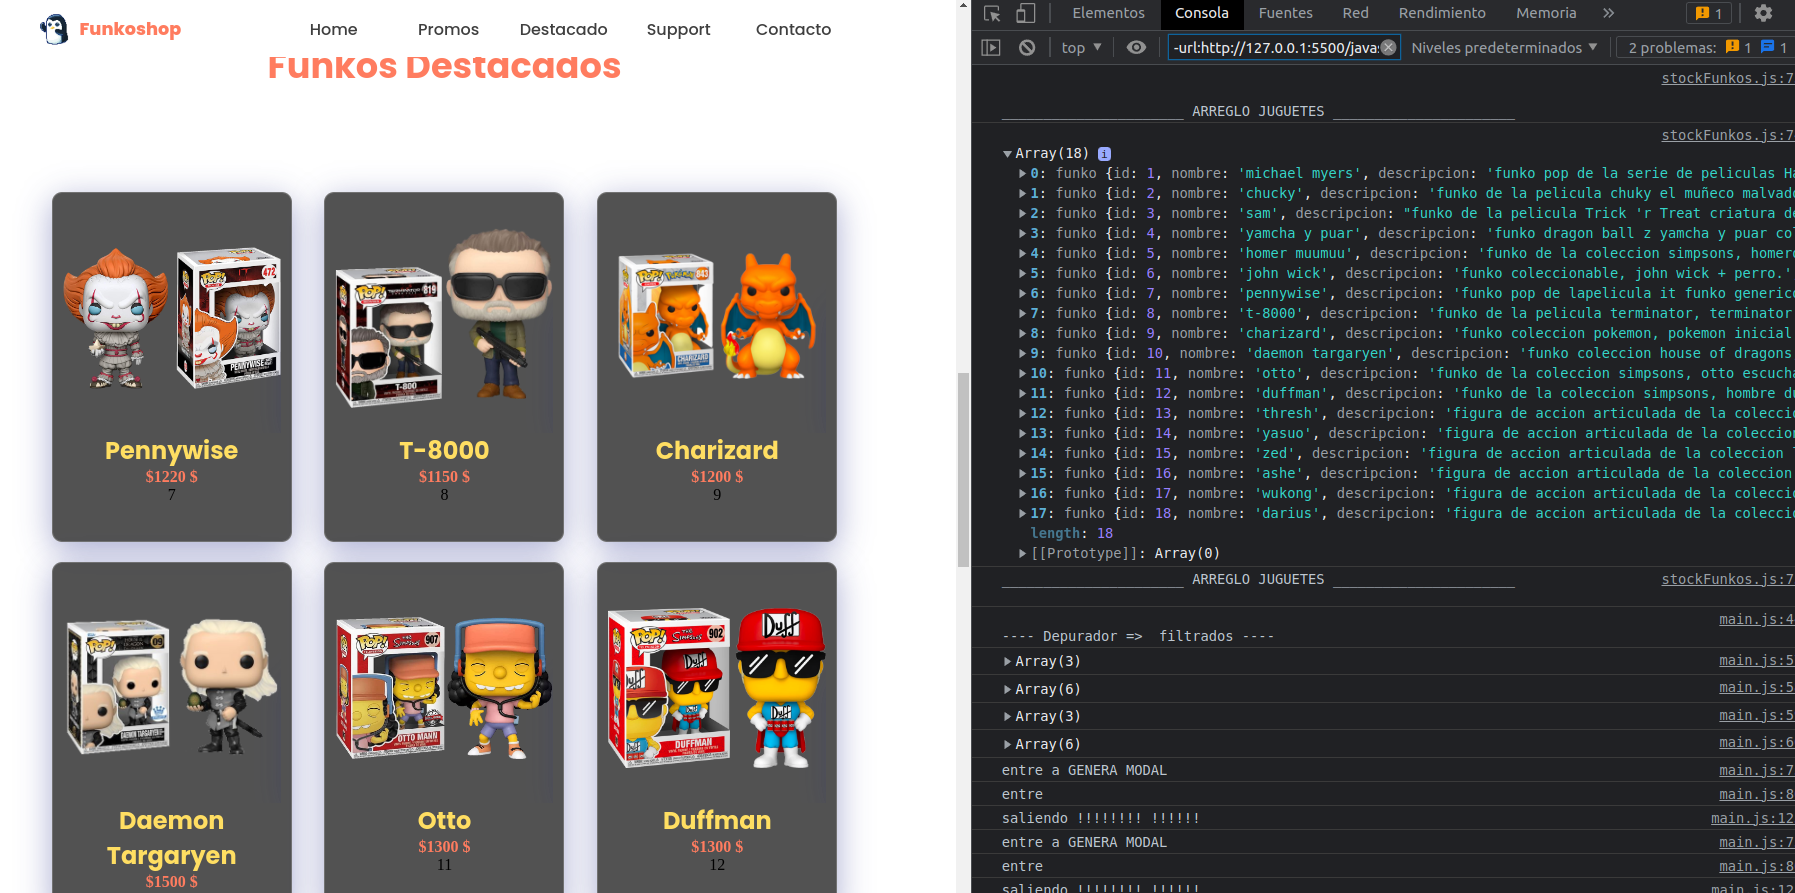 Funkoshop
Home Promos Destacado Support Contacto
Funkos Destacados
Pennywise
$1220 $
7
T-8000
$1150 $
8
Charizard
$1200 $
9
Daemon
Targaryen
$1500 $
Otto
$1300 $
11
Duffman
$1300 $
12
Elementos Consola Fuentes Red Rendimiento Memoria » 1
top -url:http://127.0.0.1:5500/java Niveles predeterminados 2 problemas: 1 1
stockFunkos.js:7
______________________ ARREGLO JUGUETES ______________________
stockFunkos.js:7
Array(18) i
0: funko {id: 1, nombre: 'michael myers', descripcion: 'funko pop de la serie de peliculas Ha
1: funko {id: 2, nombre: 'chucky', descripcion: 'funko de la pelicula chuky el muñeco malvado
2: funko {id: 3, nombre: 'sam', descripcion: "funko de la pelicula Trick 'r Treat criatura de
3: funko {id: 4, nombre: 'yamcha y puar', descripcion: 'funko dragon ball z yamcha y puar co
4: funko {id: 5, nombre: 'homer muumuu', descripcion: 'funko de la coleccion simpsons, homero
5: funko {id: 6, nombre: 'john wick', descripcion: 'funko coleccionable, john wick + perro.'
6: funko {id: 7, nombre: 'pennywise', descripcion: 'funko pop de lapelicula it funko generico
7: funko {id: 8, nombre: 't-8000', descripcion: 'funko de la pelicula terminator, terminator
8: funko {id: 9, nombre: 'charizard', descripcion: 'funko coleccion pokemon, pokemon inicial
9: funko {id: 10, nombre: 'daemon targaryen', descripcion: 'funko coleccion house of dragons
10: funko {id: 11, nombre: 'otto', descripcion: 'funko de la coleccion simpsons, otto escucha
11: funko {id: 12, nombre: 'duffman', descripcion: 'funko de la coleccion simpsons, hombre du
12: funko {id: 13, nombre: 'thresh', descripcion: 'figura de accion articulada de la coleccio
13: funko {id: 14, nombre: 'yasuo', descripcion: 'figura de accion articulada de la coleccion
14: funko {id: 15, nombre: 'zed', descripcion: 'figura de accion articulada de la coleccion l
15: funko {id: 16, nombre: 'ashe', descripcion: 'figura de accion articulada de la coleccion
16: funko {id: 17, nombre: 'wukong', descripcion: 'figura de accion articulada de la coleccio
17: funko {id: 18, nombre: 'darius', descripcion: 'figura de accion articulada de la coleccio
length: 18
[[Prototype]]: Array(0)
______________________ ARREGLO JUGUETES ______________________ stockFunkos.js:7
main.js:4
---- Depurador => filtrados ----
Array(3) main.js:5
Array(6) main.js:5
Array(3) main.js:5
Array(6) main.js:6
entre a GENERA MODAL main.js:7
entre main.js:8
saliendo !!!!!!!! !!!!!! main.js:12
entre a GENERA MODAL main.js:7
entre main.js:8
saliendo !!!!!!!! !!!!!! main.js:12